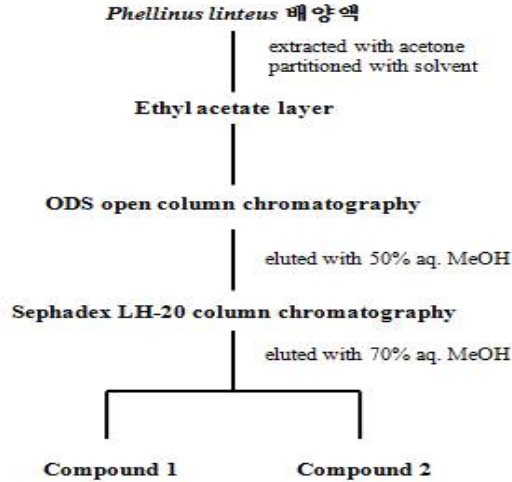 Phellinus linteus 배양액
extracted with acetone
partitioned with solvent
Ethyl acetate layer
ODS open column chromatography
eluted with 50% aq. MeOH
Sephadex LH-20 column chromatography
eluted with 70% aq. MeOH
Compound 1
Compound 2